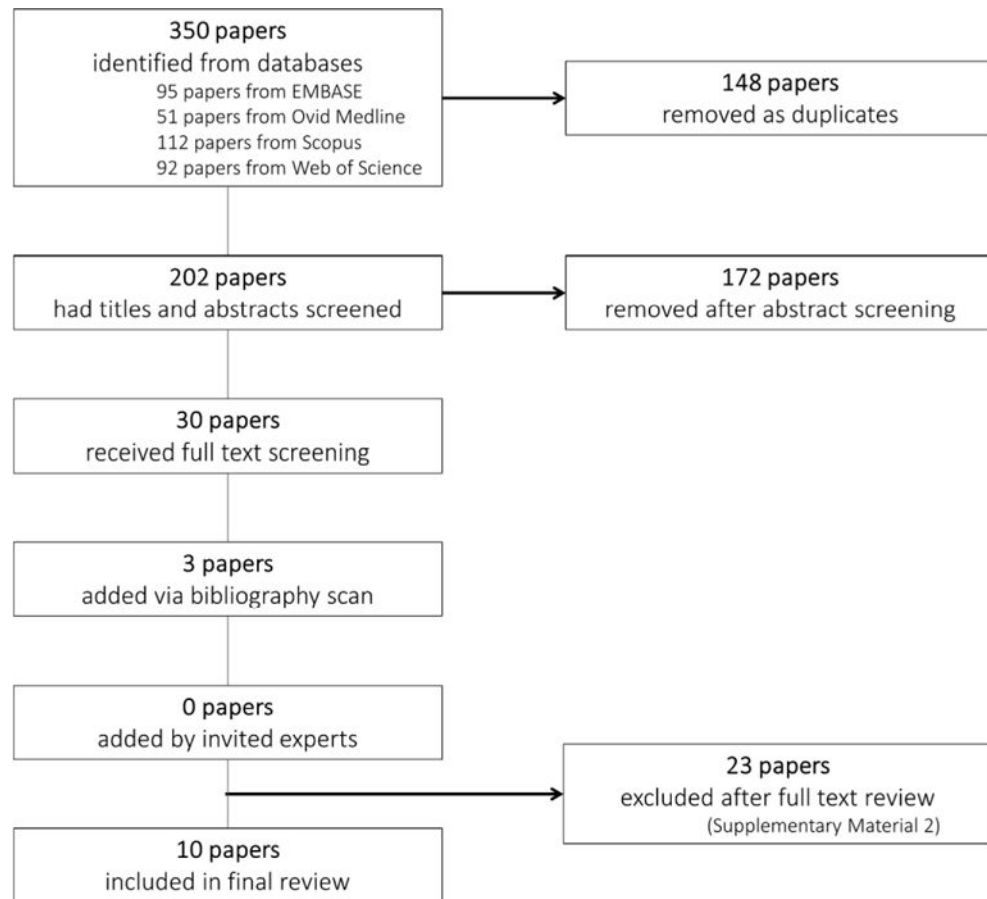 350 papers
identified from databases
95 papers from EMBASE
51 papers from Ovid Medline
112 papers from Scopus
92 papers from Web of Science
148 papers
removed as duplicates
202 papers
had titles and abstracts screened
172 papers
removed after abstract screening
30 papers
received full text screening
3 papers
added via bibliography scan
0 papers
added by invited experts
23 papers
excluded after full text review
(Supplementary Material 2)
10 papers
included in final review